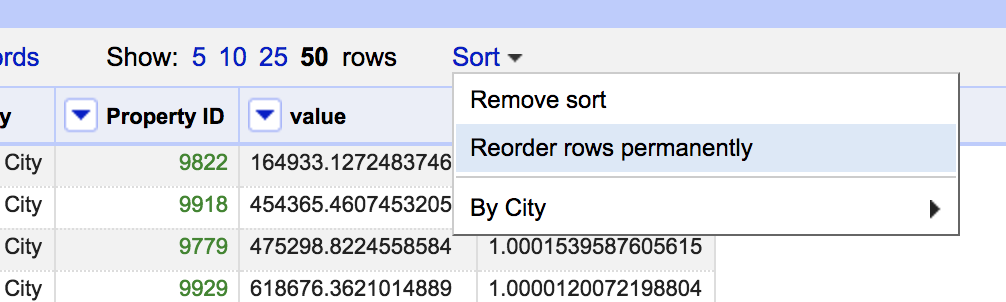 ords Show: 5 10 25 50 rows Sort
Remove sort
y Property ID value
Reorder rows permanently
City 9822 164933.1272483746
City 9918 454365.4607453205
By City
City 9779 475298.8224558584 1.0001539587605615
City 9929 618676.3621014889 1.0000120072198804